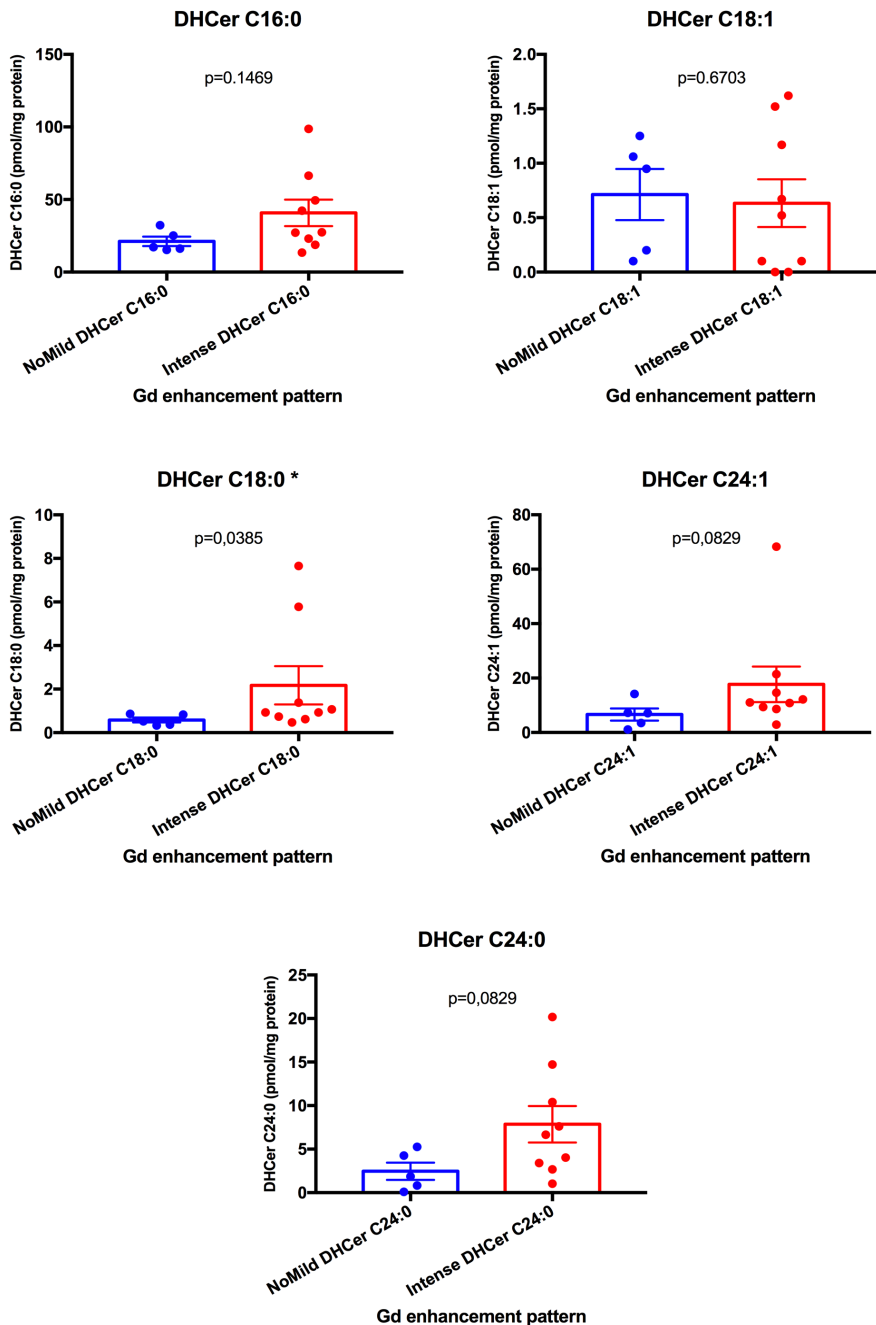 DHCer C16:0
p=0.1469
DHCer C16:0 (pmol/mg protein)
150
100
50
0
NoMild DHCer C16:0
Intense DHCer C16:0
Gd enhancement pattern
DHCer C18:1
p=0.6703
DHCer C18:1 (pmol/mg protein)
2.0
1.5
1.0
0.5
0.0
NoMild DHCer C18:1
Intense DHCer C18:1
Gd enhancement pattern
DHCer C18:0 *
p=0,0385
DHCer C18:0 (pmol/mg protein)
10
8
6
4
2
0
NoMild DHCer C18:0
Intense DHCer C18:0
Gd enhancement pattern
DHCer C24:1
p=0,0829
DHCer C24:1 (pmol/mg protein)
80
60
40
20
0
NoMild DHCer C24:1
Intense DHCer C24:1
Gd enhancement pattern
DHCer C24:0
p=0,0829
DHCer C24:0 (pmol/mg protein)
25
20
15
10
5
0
NoMild DHCer C24:0
Intense DHCer C24:0
Gd enhancement pattern